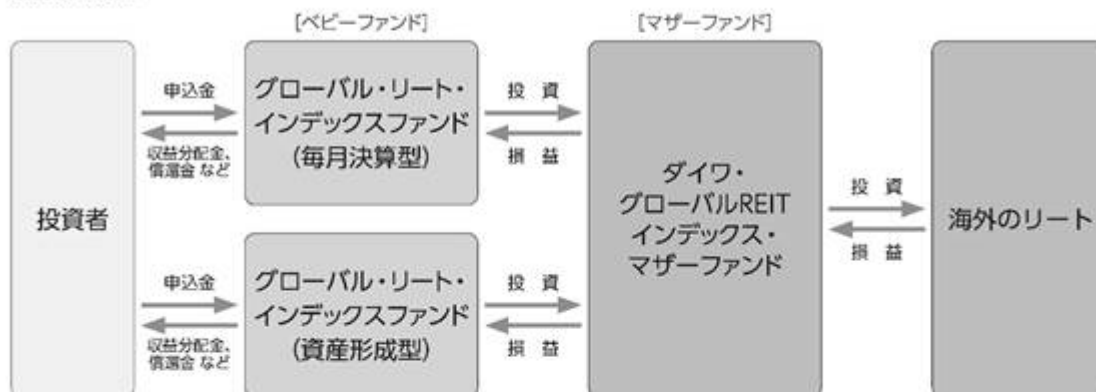 [ベビーファンド]
[マザーファンド]
投資者
申込金
収益分配金、
償還金 など
グローバル・リート・
インデックスファンド
(毎月決算型)
投 資
損 益
申込金
収益分配金、
償還金 など
グローバル・リート・
インデックスファンド
(資産形成型)
投 資
損 益
ダイワ・
グローバルREIT
インデックス・
マザーファンド
投 資
損 益
海外のリート